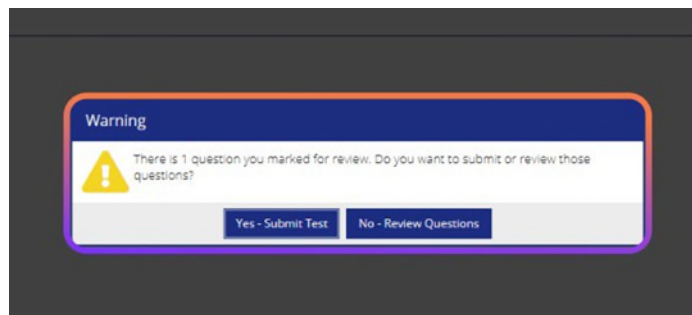 Warning
There is 1 question you marked for review. Do you want to submit or review those
questions?
Yes - Submit Test
No - Review Questions